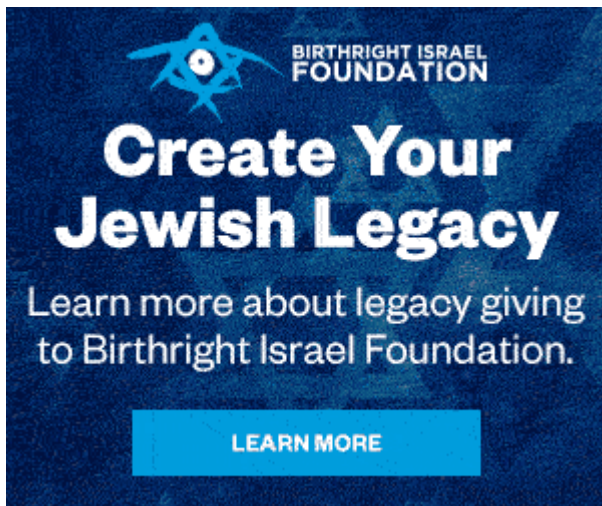 BIRTHRIGHT ISRAEL
FOUNDATION
Create Your
Jewish Legacy
Learn more about legacy giving
to Birthright Israel Foundation.
LEARN MORE